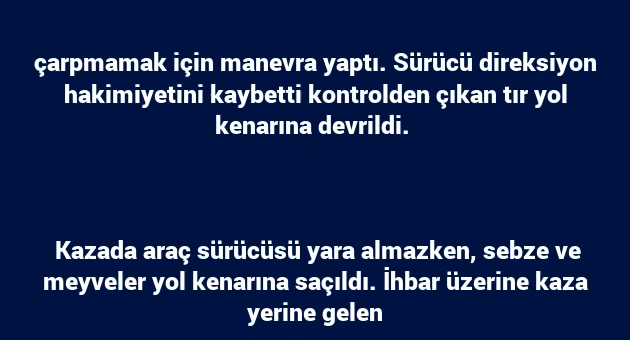 çarpmamak için manevra yaptı. Sürücü direksiyon
hakimiyetini kaybetti kontrolden çıkan tır yol
kenarına devrildi.
Kazada araç sürücüsü yara almazken, sebze ve
meyveler yol kenarına saçıldı. İhbar üzerine kaza
yerine gelen